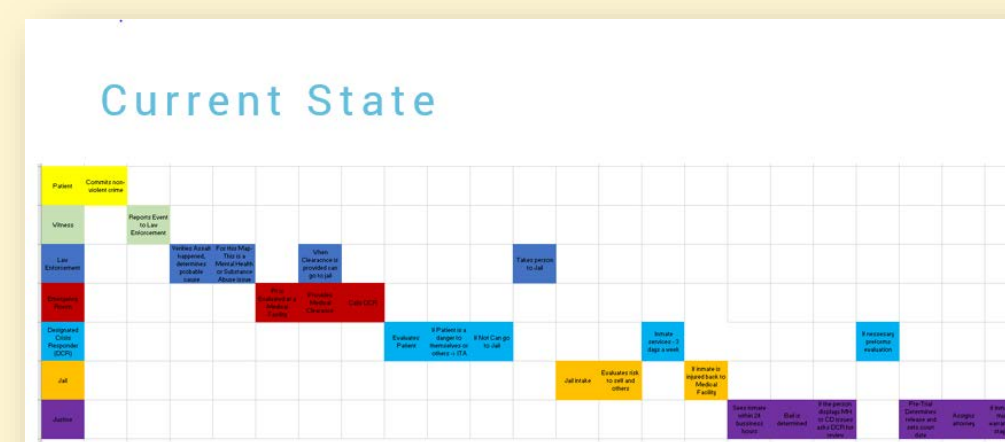 Current State
Patient
Commits non-
violent crime
Witness
Reports Event
to Law
Enforcement
Law
Enforcement
happened,
determines
probable
cause
For this Map-
This is a
Mental Health
or Substance
Abuse Issue
When
Clearance is
provided can
go to jail
Takes person
to Jail
Emergency
Medical
Facility
Medical
Designated
Crisis
Responder
(DCR)
Evaluates
Patient
If Patient is a
danger to
themselves or
others
ITA
If Not Can go
to Jail
Inmate
services - 3
days a week
If necessary
preforms
evaluation
Jail
Jail Intake
Evaluates risk
to self and
others
If inmate is
injured back to
Medical
Facility
Justice
Sees Inmate
within 24
bussiness
hours
Bail is
determined
If the person
displays MH
or CD issues
asks DCR for
review
Pre-Trial
Determines
release and
sets court
date
Assigns
attorney